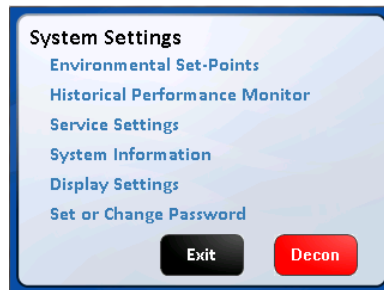 System Settings
Environmental Set-Points
Historical Performance Monitor
Service Settings
System Information
Display Settings
Set or Change Password
Exit Decon